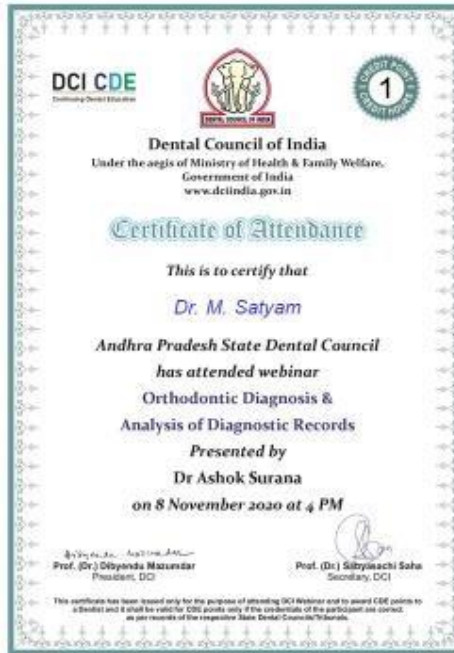 DCI CDE
Continuing Dental Education
DENTAL COUNCIL OF INDIA
CREDIT POINT
1
CREDIT HOURS
Dental Council of India
Under the aegis of Ministry of Health & Family Welfare,
Government of India
www.dciindia.gov.in
Certificate of Attendance
This is to certify that
Dr. M. Satyam
Andhra Pradesh State Dental Council
has attended webinar
Orthodontic Diagnosis &
Analysis of Diagnostic Records
Presented by
Dr Ashok Surana
on 8 November 2020 at 4 PM
Dibyendu Mazumdar
Prof. (Dr.) Dibyendu Mazumdar
President, DCI
Prof. (Dr.) Sabyasachi Saha
Secretary, DCI
This certificate has been issued only for the purpose of attending DCI Webinar and to award CDE points to
a Dentist and it shall be valid for CDE points only if the credentials of the participant are correct
as per records of the respective State Dental Councils/Tribunals.